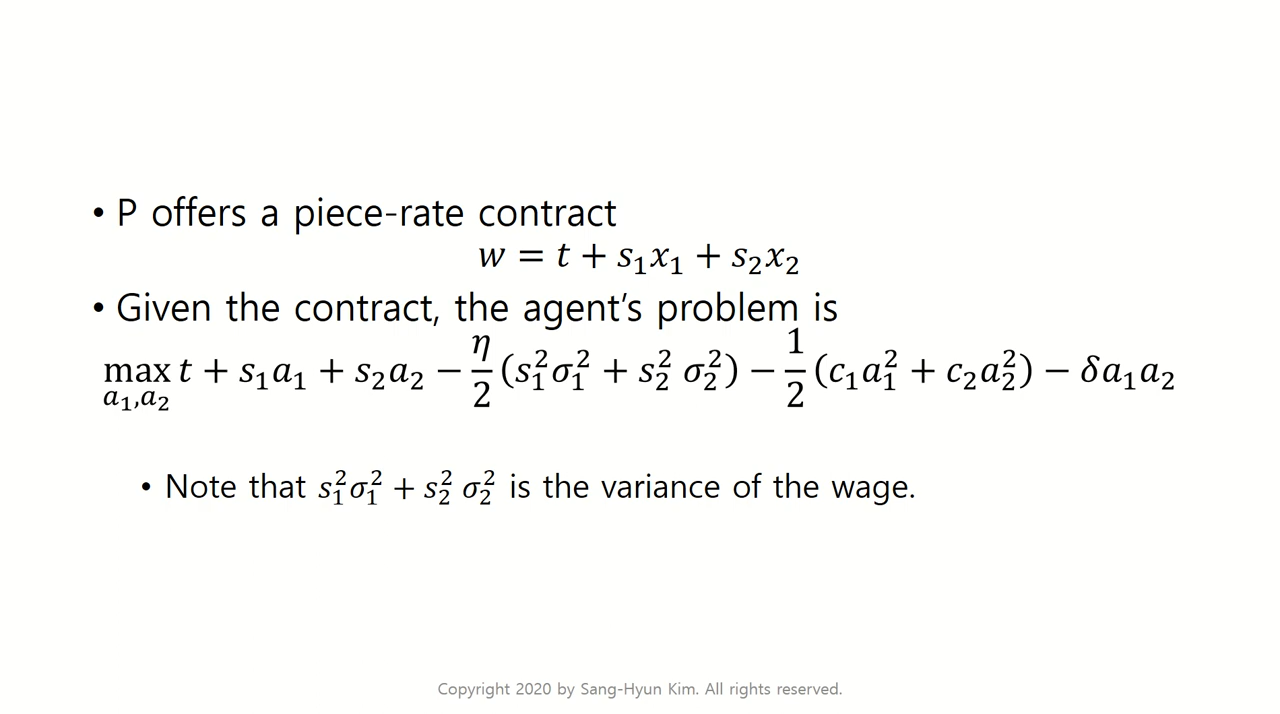 • P offers a piece-rate contract
w = t + s₁x₁ + s₂x₂
• Given the contract, the agent's problem is
max_{a₁,a₂} t + s₁a₁ + s₂a₂ − η/2 (s₁²σ₁² + s₂² σ₂²) − 1/2 (c₁a₁² + c₂a₂²) − δa₁a₂
• Note that s₁²σ₁² + s₂² σ₂² is the variance of the wage.
Copyright 2020 by Sang-Hyun Kim. All rights reserved.